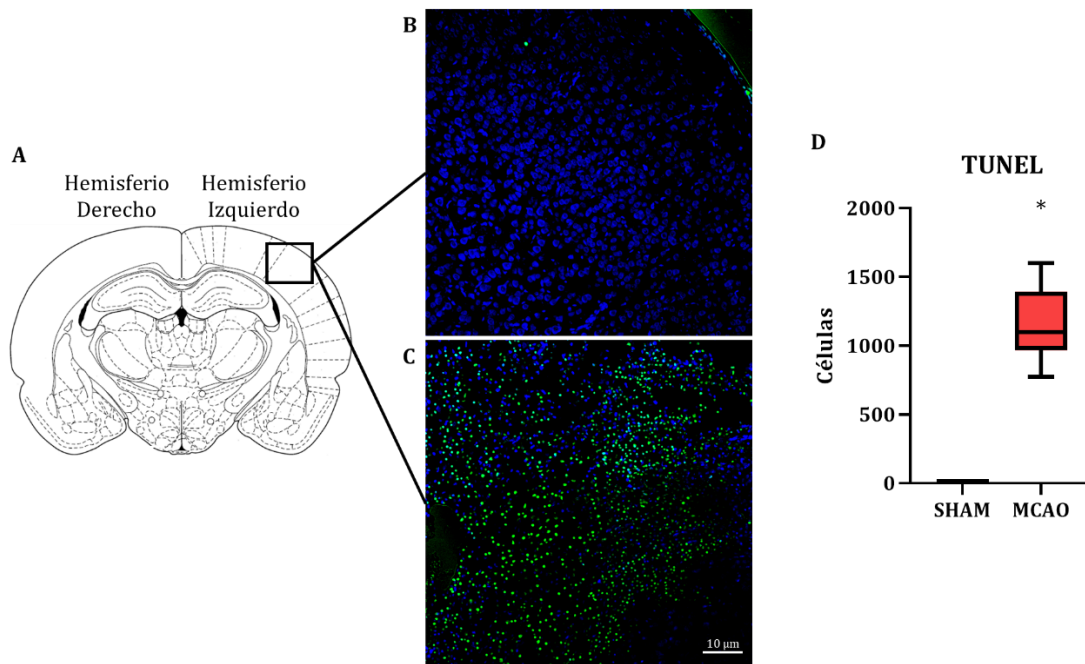 A
Hemisferio
Derecho
Hemisferio
Izquierdo
B
C
10 µm
D
TUNEL
*
Células
2000
1500
1000
500
0
SHAM
MCAO